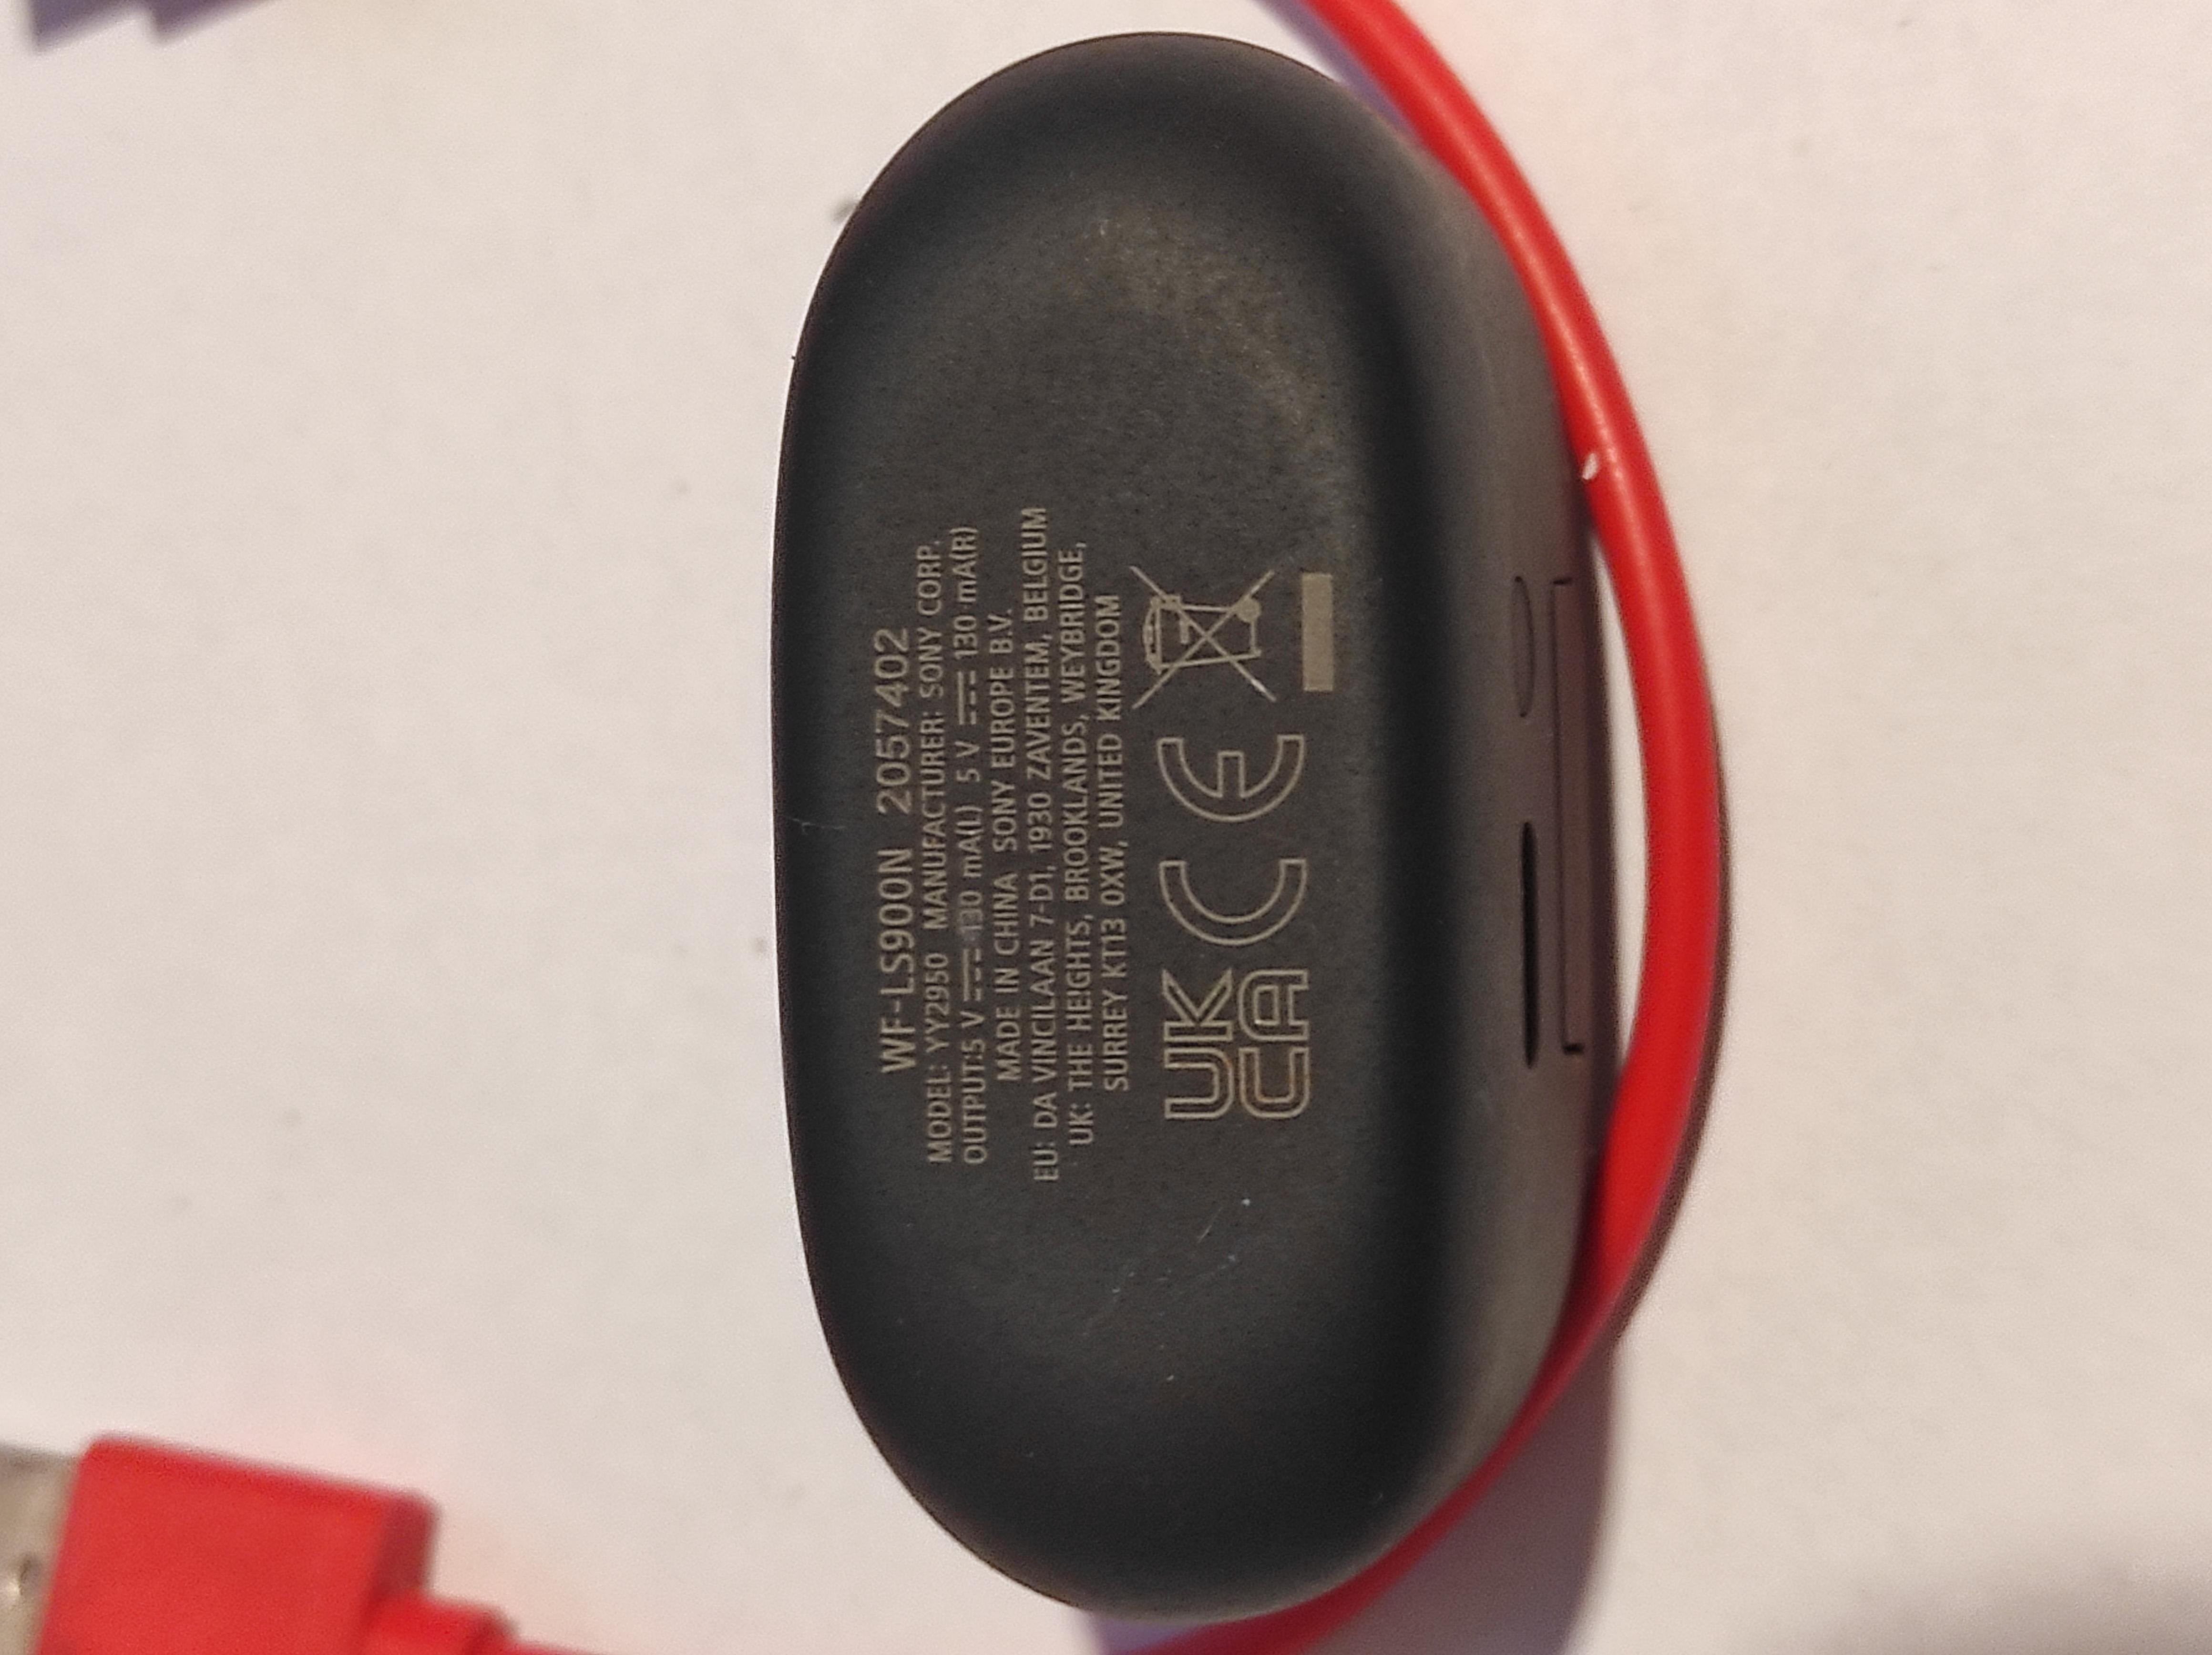 WF-LS900N 2057402
MODEL: YY2950 MANUFACTURER: SONY CORP.
OUTPUT:5 V ⎓ 130 mA(L) 5 V ⎓ 130 mA(R)
MADE IN CHINA SONY EUROPE B.V.
EU: DA VINCILAAN 7-D1, 1930 ZAVENTEM, BELGIUM
UK: THE HEIGHTS, BROOKLANDS, WEYBRIDGE,
SURREY KT13 0XW, UNITED KINGDOM
UK
CA CE